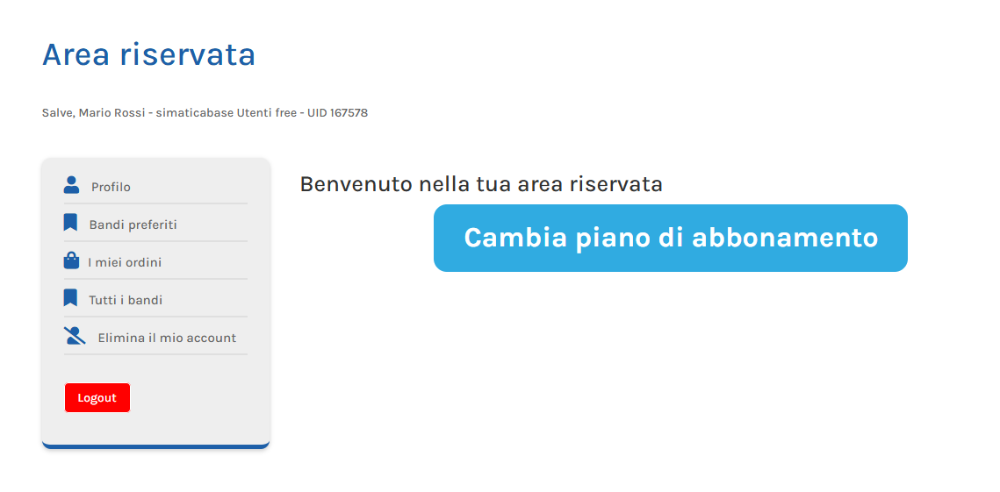 Area riservata
Salve, Mario Rossi - simaticabase Utenti free - UID 167578
Profilo
Bandi preferiti
I miei ordini
Tutti i bandi
Elimina il mio account
Logout
Benvenuto nella tua area riservata
Cambia piano di abbonamento